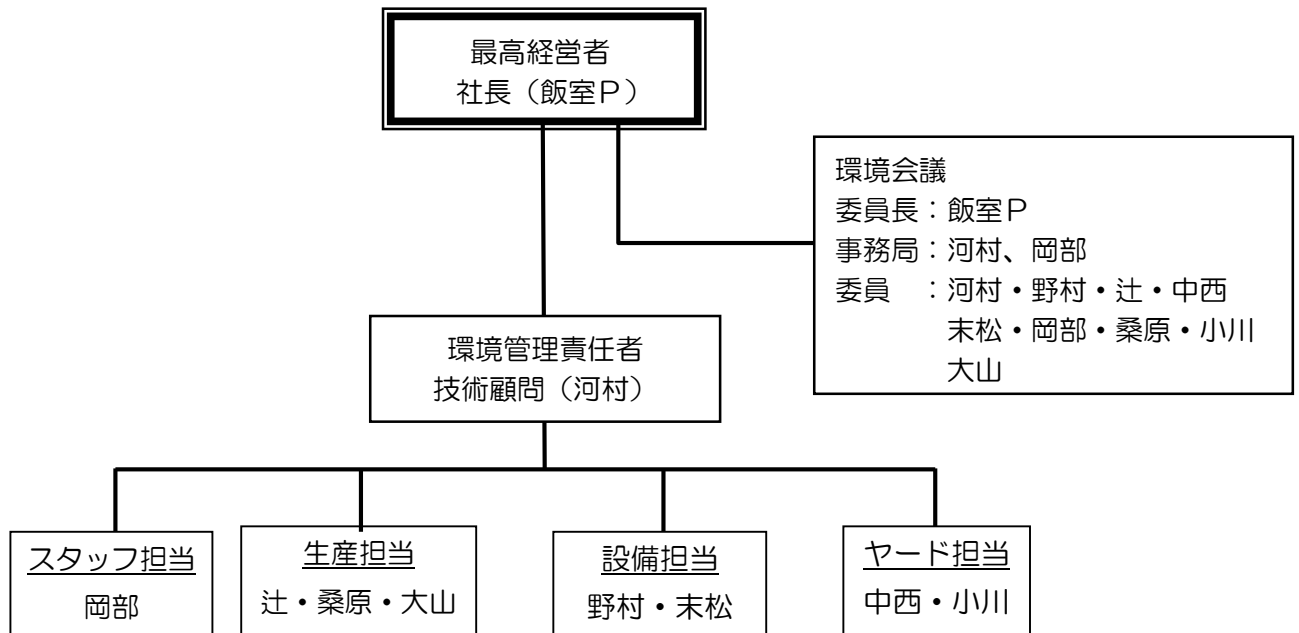 最高経営者
社長（飯室Ｐ）
環境会議
委員長：飯室Ｐ
事務局：河村、岡部
委員　：河村・野村・辻・中西
末松・岡部・桑原・小川
大山
環境管理責任者
技術顧問（河村）
スタッフ担当
岡部
生産担当
辻・桑原・大山
設備担当
野村・末松
ヤード担当
中西・小川